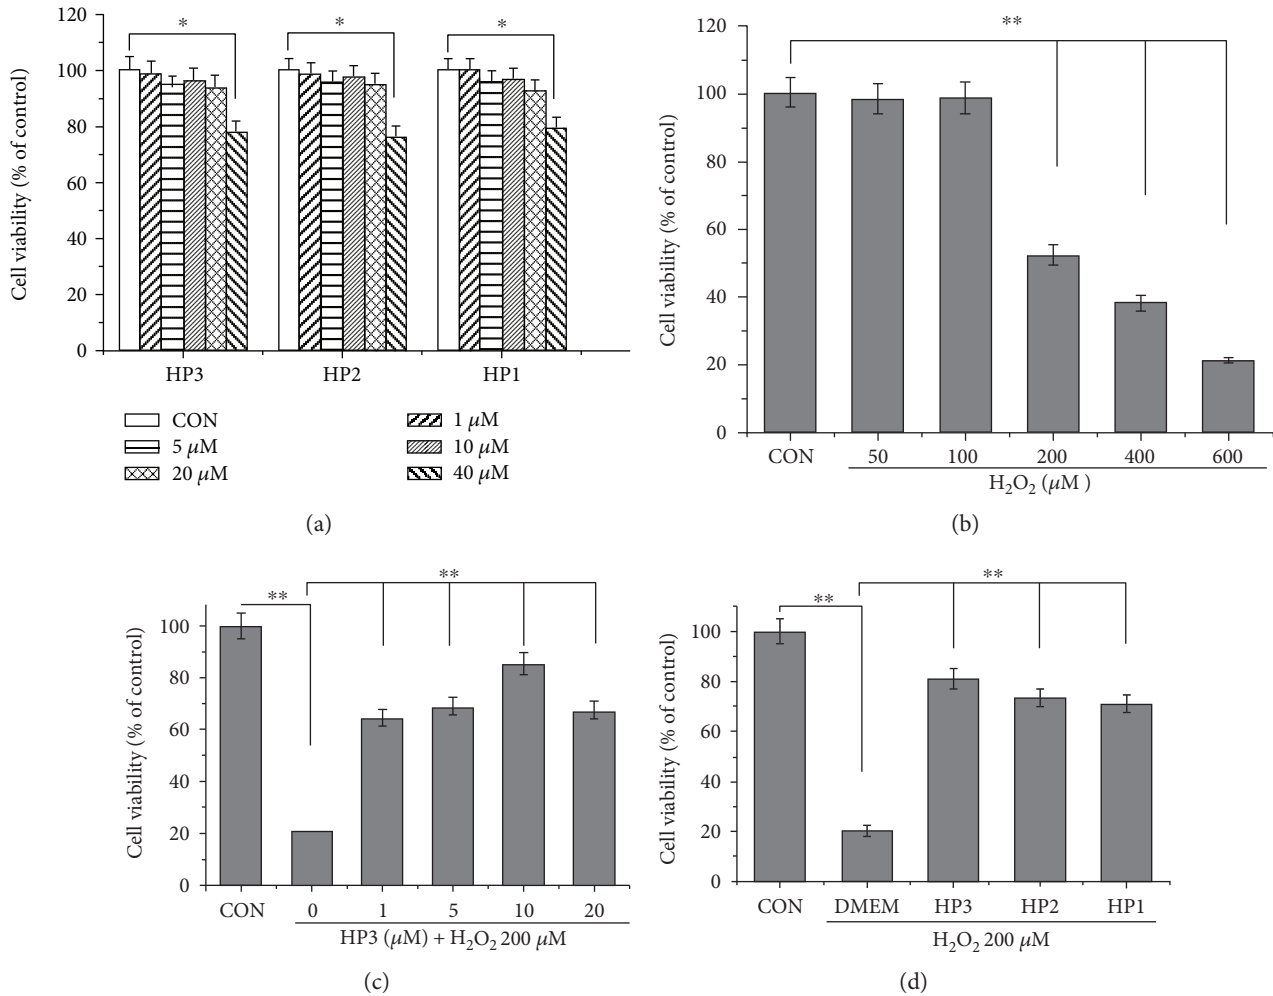 120
100
80
60
40
20
0
Cell viability (% of control)
* * *
HP3 HP2 HP1
CON 1 μM
5 μM 10 μM
20 μM 40 μM
(a)
120
100
80
60
40
20
0
Cell viability (% of control)
**
CON 50 100 200 400 600
H₂O₂ (μM )
(b)
100
80
60
40
20
0
Cell viability (% of control)
** **
CON 0 1 5 10 20
HP3 (μM) + H₂O₂ 200 μM
(c)
100
80
60
40
20
0
Cell viability (% of control)
** **
CON DMEM HP3 HP2 HP1
H₂O₂ 200 μM
(d)